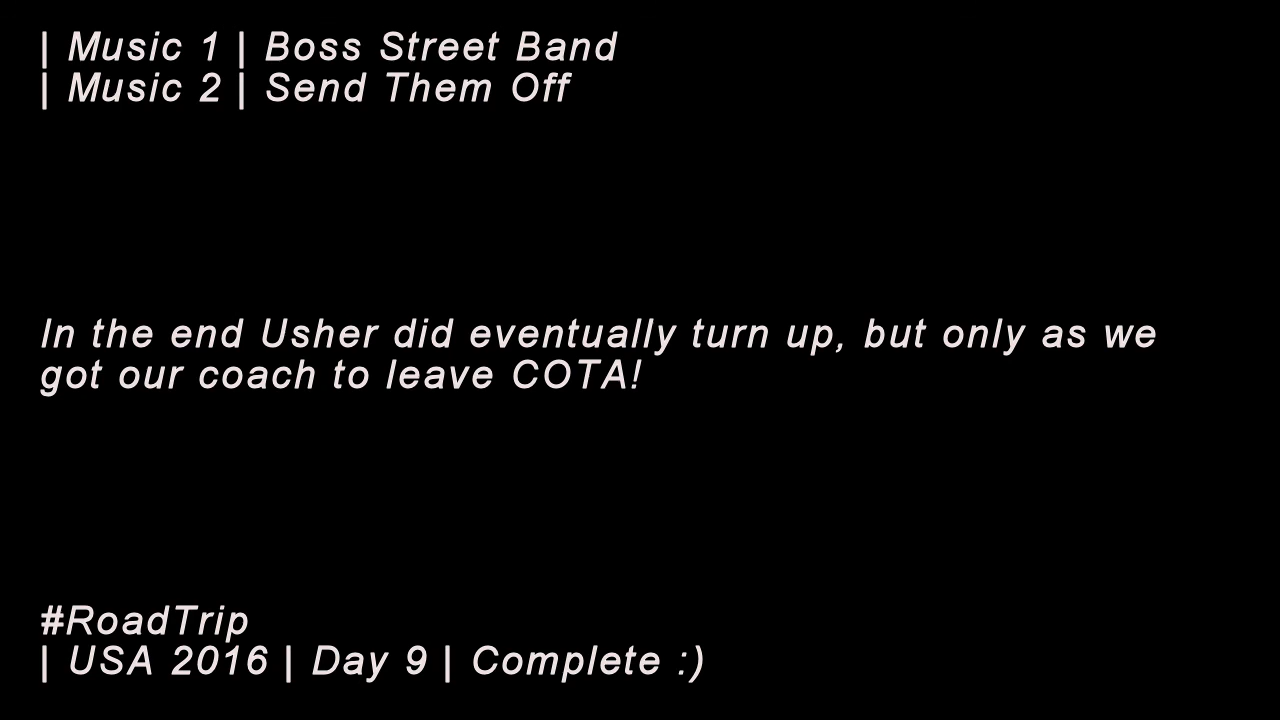 | Music 1 | Boss Street Band
| Music 2 | Send Them Off
In the end Usher did eventually turn up, but only as we
got our coach to leave COTA!
#RoadTrip
| USA 2016 | Day 9 | Complete :)